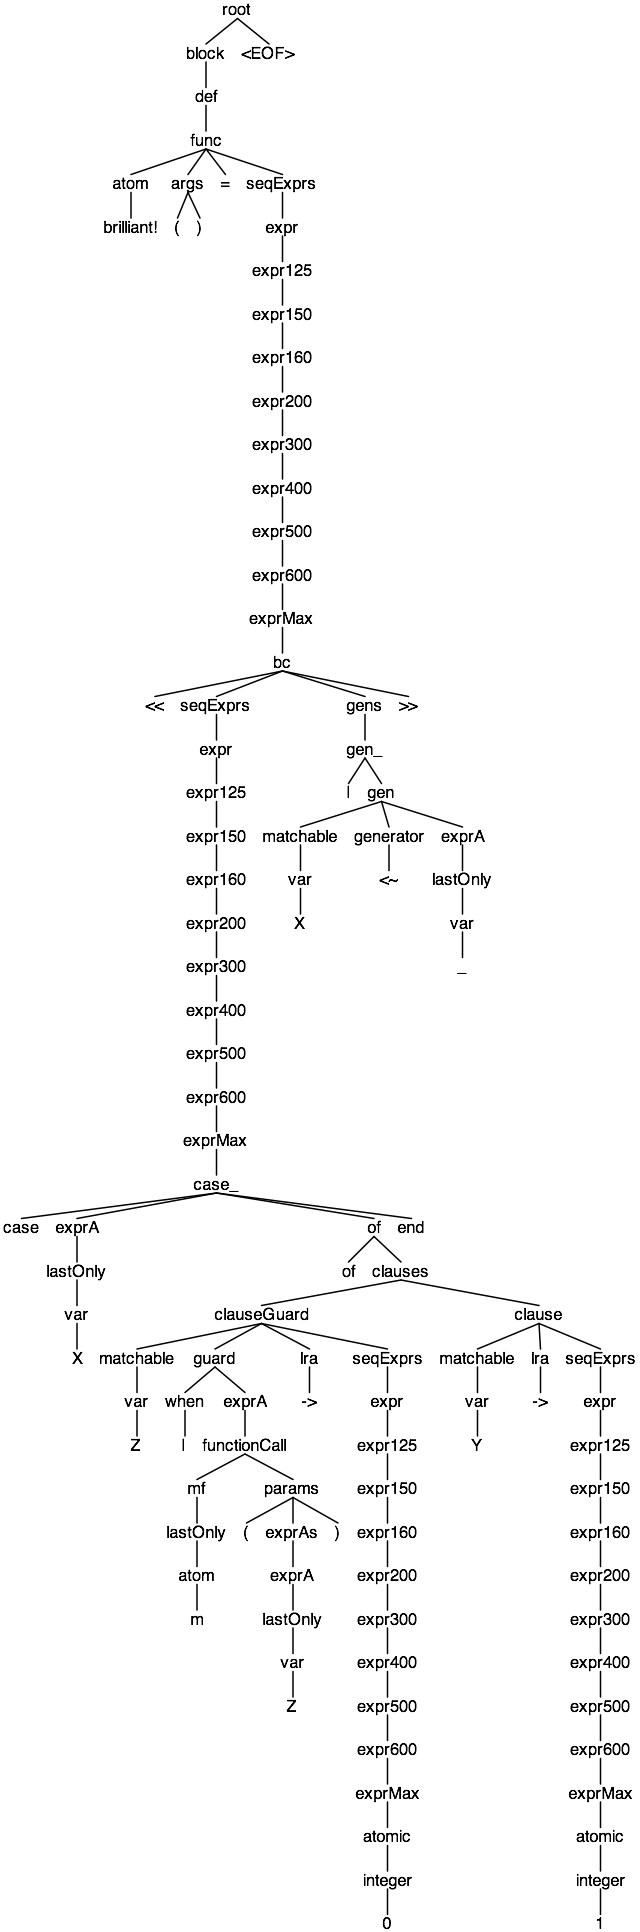 root
block <EOF>
def
func
atom args = seqExprs
brilliant! ( ) expr
expr125
expr150
expr160
expr200
expr300
expr400
expr500
expr600
exprMax
bc
<< seqExprs gens >>
expr gen_
expr125 | gen
expr150 matchable generator exprA
expr160 var <~ lastOnly
expr200 X var
expr300 _
expr400
expr500
expr600
exprMax
case_
case exprA of end
lastOnly of clauses
var clauseGuard clause
X matchable guard lra seqExprs matchable lra seqExprs
var when exprA -> expr var -> expr
Z | functionCall expr125 Y expr125
mf params expr150 expr150
lastOnly ( exprAs ) expr160 expr160
atom exprA expr200 expr200
m lastOnly expr300 expr300
var expr400 expr400
Z expr500 expr500
expr600 expr600
exprMax exprMax
atomic atomic
integer integer
0 1